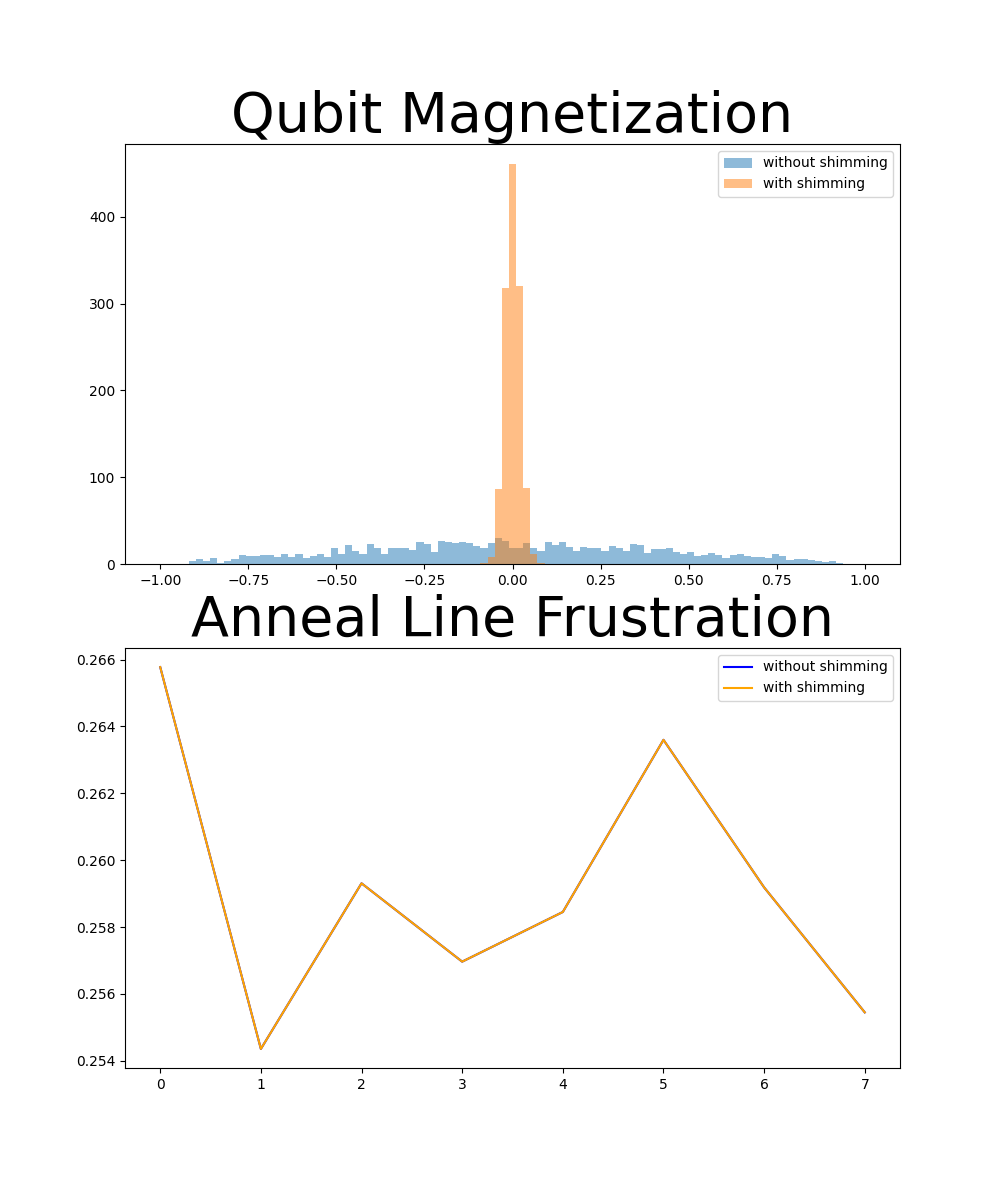 Qubit Magnetization
without shimming
with shimming
400
300
200
100
0
−1.00 −0.75 −0.50 −0.25 0.00 0.25 0.50 0.75 1.00
Anneal Line Frustration
without shimming
with shimming
0.266
0.264
0.262
0.260
0.258
0.256
0.254
0 1 2 3 4 5 6 7